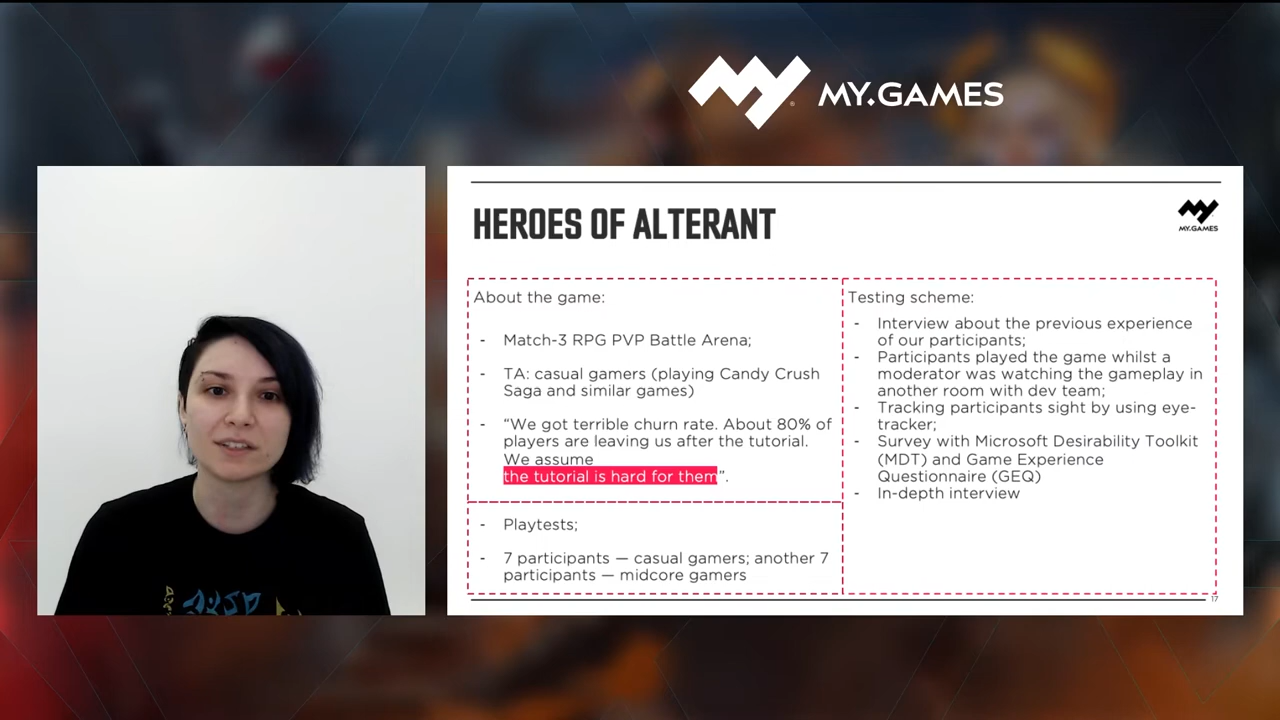 MY.GAMES
HEROES OF ALTERANT
MY.GAMES
About the game:
- Match-3 RPG PVP Battle Arena;
- TA: casual gamers (playing Candy Crush
Saga and similar games)
- “We got terrible churn rate. About 80% of
players are leaving us after the tutorial.
We assume
the tutorial is hard for them”.
- Playtests;
- 7 participants — casual gamers; another 7
participants — midcore gamers
Testing scheme:
- Interview about the previous experience
of our participants;
- Participants played the game whilst a
moderator was watching the gameplay in
another room with dev team;
- Tracking participants sight by using eye-
tracker;
- Survey with Microsoft Desirability Toolkit
(MDT) and Game Experience
Questionnaire (GEQ)
- In-depth interview
17